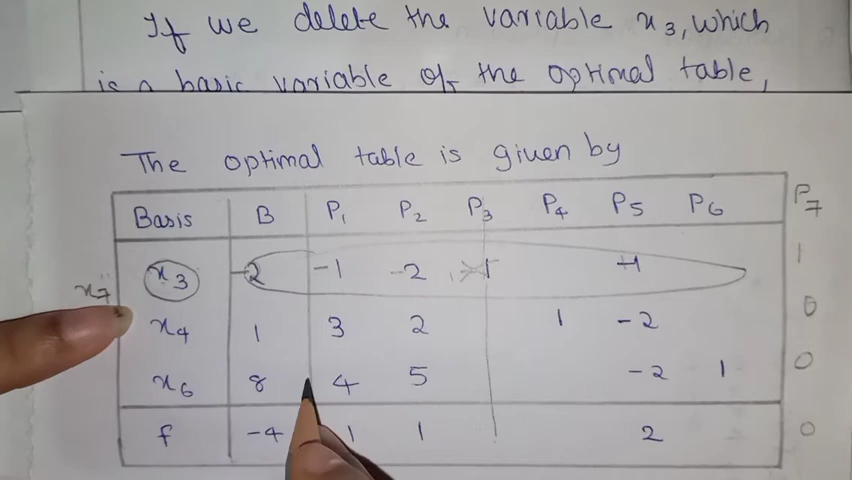 If we delete the variable x3, which
is a basic variable of the optimal table,
The optimal table is given by
Basis B P1 P2 P3 P4 P5 P6 P7
x3 -2 -1 -2 +1 1
x7
x4 1 3 2 1 -2 0
x6 8 4 5 -2 1 0
f -4 1 1 2 0